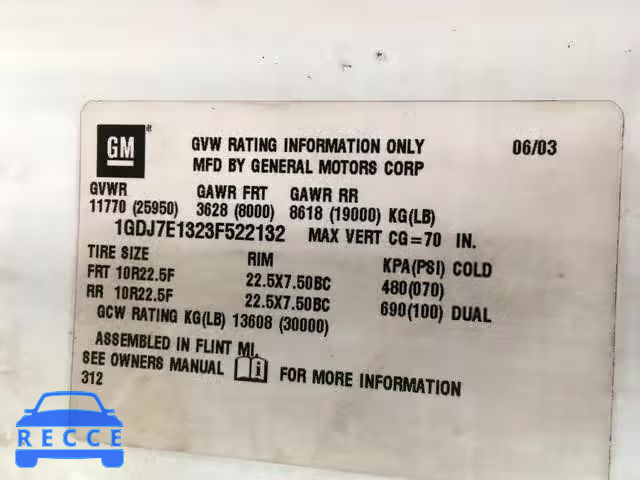 GM ®
GVW RATING INFORMATION ONLY 06/03
MFD BY GENERAL MOTORS CORP
GVWR GAWR FRT GAWR RR
11770 (25950) 3628 (8000) 8618 (19000) KG(LB)
1GDJ7E1323F522132 MAX VERT CG=70 IN.
TIRE SIZE RIM KPA(PSI) COLD
FRT 10R22.5F 22.5X7.50BC 480(070)
RR 10R22.5F 22.5X7.50BC 690(100) DUAL
GCW RATING KG(LB) 13608 (30000)
ASSEMBLED IN FLINT MI.
SEE OWNERS MANUAL FOR MORE INFORMATION
312
RECCE